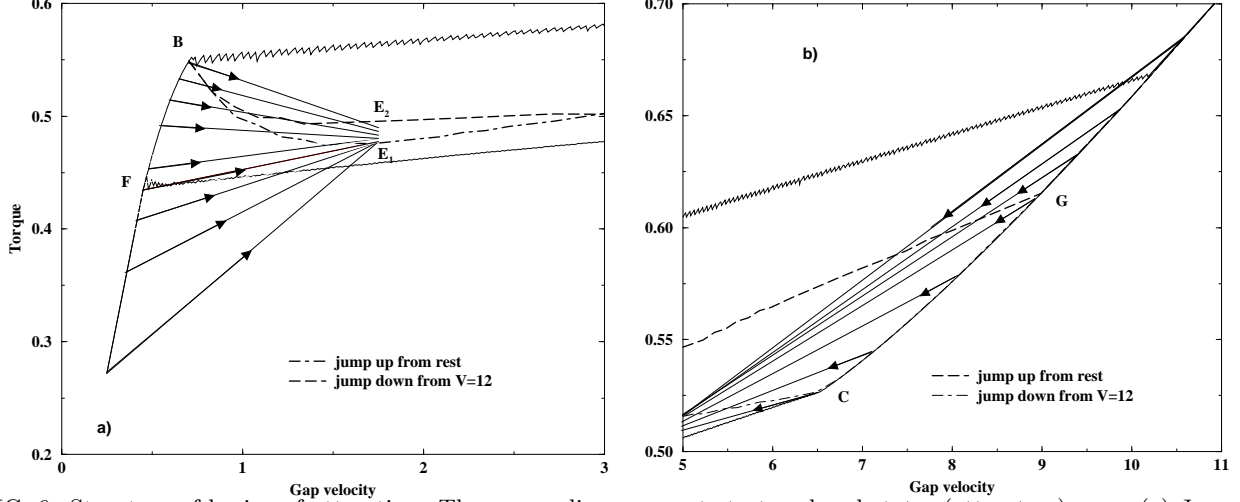 0.6
0.5
0.4
0.3
0.2
0
1
2
3
Torque
Gap velocity
B
F
E2
E1
jump up from rest
jump down from V=12
a)
0.70
0.65
0.60
0.55
0.50
5
6
7
8
9
10
11
Gap velocity
b)
G
C
jump up from rest
jump down from V=12